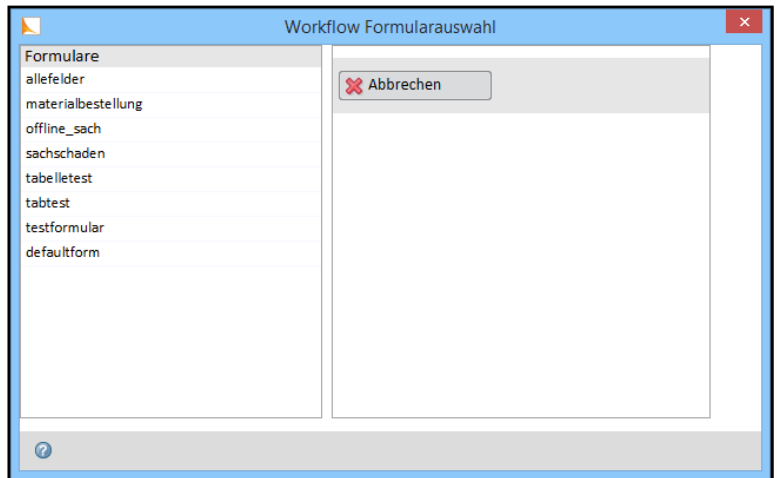 Workflow Formularauswahl
Formulare
allefelder
materialbestellung
offline_sach
sachschaden
tabelletest
tabtest
testformular
defaultform
Abbrechen